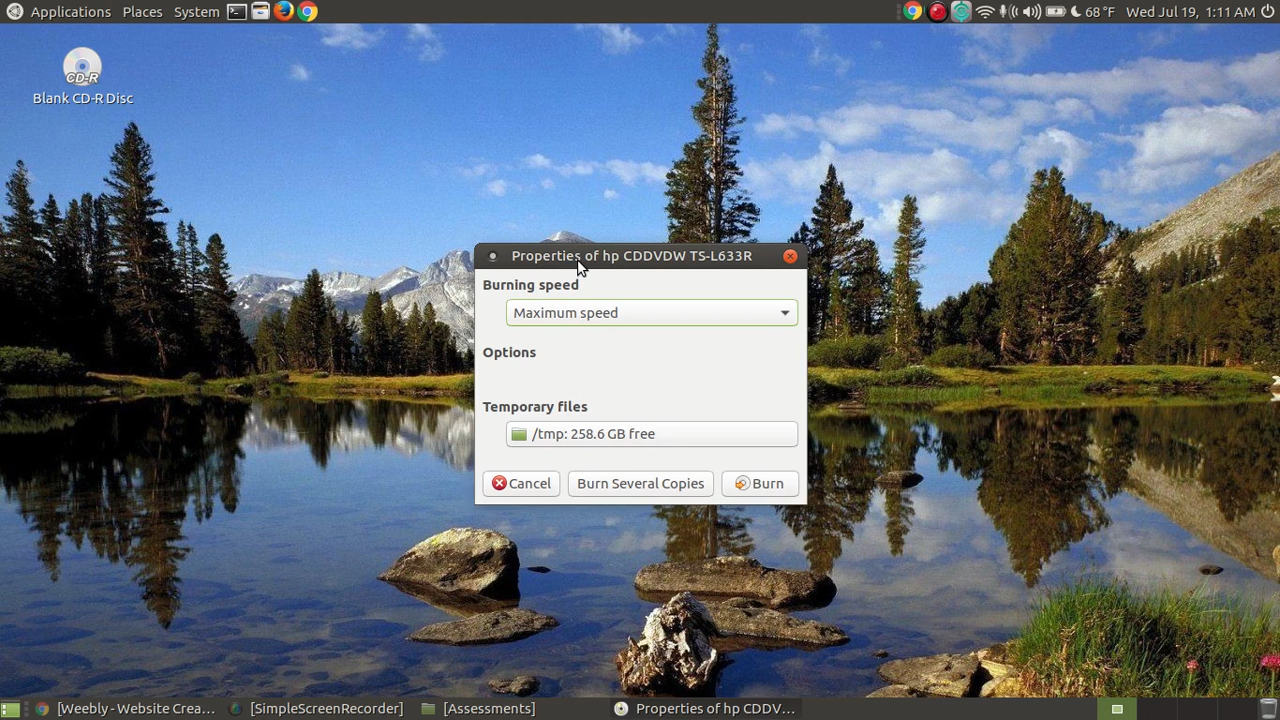 Applications Places System 68 °F Wed Jul 19, 1:11 AM
CD-R
Blank CD-R Disc
Properties of hp CDDVDW TS-L633R
Burning speed
Maximum speed
Options
Temporary files
/tmp: 258.6 GB free
Cancel Burn Several Copies Burn
[Weebly - Website Crea... [SimpleScreenRecorder] [Assessments] Properties of hp CDDV...